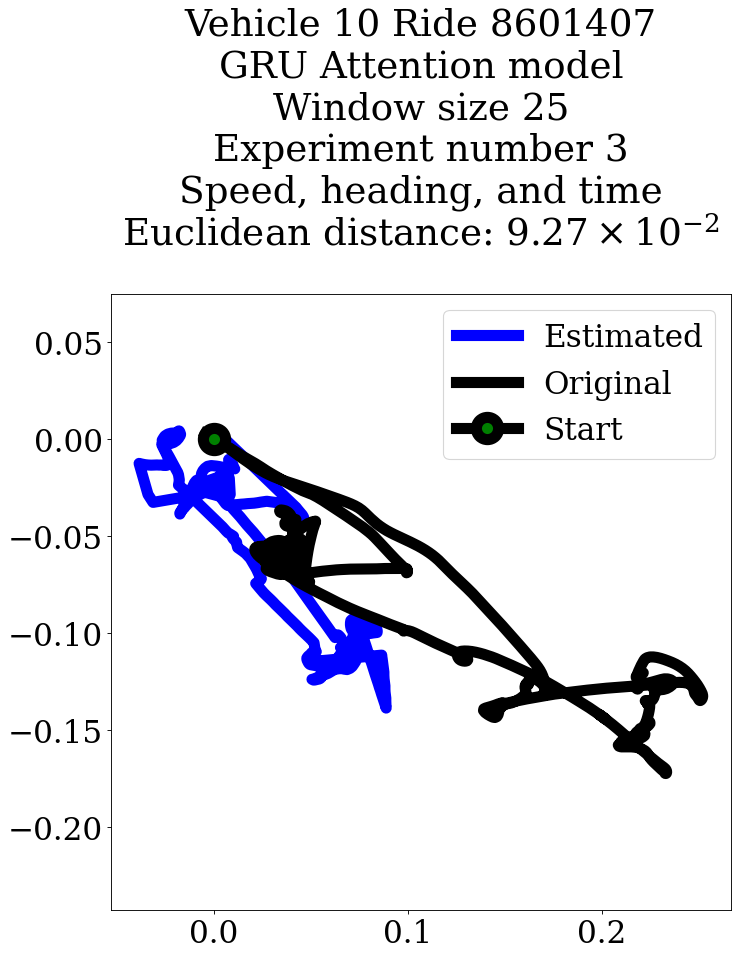 Vehicle 10 Ride 8601407
GRU Attention model
Window size 25
Experiment number 3
Speed, heading, and time
Euclidean distance: 9.27 × 10⁻²
Estimated
Original
Start
0.05
0.00
−0.05
−0.10
−0.15
−0.20
0.0 0.1 0.2